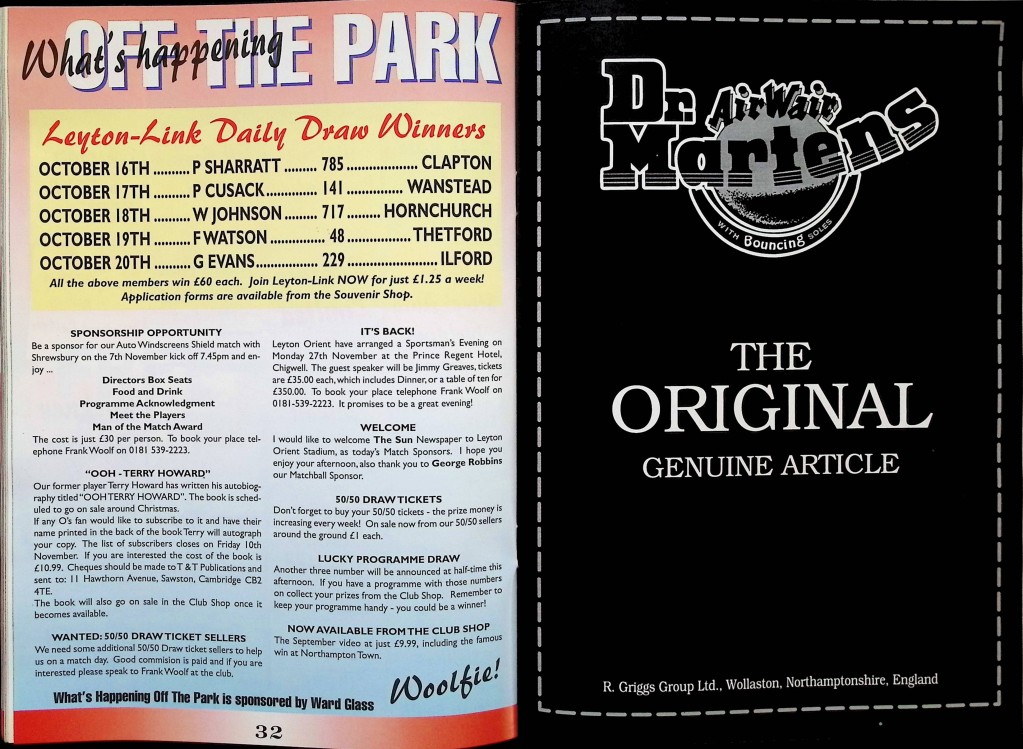 What's happening
OFF THE PARK
Leyton-Link Daily Draw Winners
OCTOBER 16TH .......... P SHARRATT ......... 785 ................... CLAPTON
OCTOBER 17TH .......... P CUSACK............... 141 ............... WANSTEAD
OCTOBER 18TH .......... W JOHNSON ......... 717 ......... HORNCHURCH
OCTOBER 19TH .......... F WATSON ............... 48 ................. THETFORD
OCTOBER 20TH .......... G EVANS................. 229 ........................ ILFORD
All the above members win £60 each. Join Leyton-Link NOW for just £1.25 a week!
Application forms are available from the Souvenir Shop.
SPONSORSHIP OPPORTUNITY
Be a sponsor for our Auto Windscreens Shield match with
Shrewsbury on the 7th November kick off 7.45pm and en-
joy ...
Directors Box Seats
Food and Drink
Programme Acknowledgment
Meet the Players
Man of the Match Award
The cost is just £30 per person. To book your place tel-
ephone Frank Woolf on 0181 539-2223.
"OOH - TERRY HOWARD"
Our former player Terry Howard has written his autobiog-
raphy titled "OOH TERRY HOWARD". The book is sched-
uled to go on sale around Christmas.
If any O's fan would like to subscribe to it and have their
name printed in the back of the book Terry will autograph
your copy. The list of subscribers closes on Friday 10th
November. If you are interested the cost of the book is
£10.99. Cheques should be made to T & T Publications and
sent to: 11 Hawthorn Avenue, Sawston, Cambridge CB2
4TE.
The book will also go on sale in the Club Shop once it
becomes available.
WANTED: 50/50 DRAW TICKET SELLERS
We need some additional 50/50 Draw ticket sellers to help
us on a match day. Good commision is paid and if you are
interested please speak to Frank Woolf at the club.
IT'S BACK!
Leyton Orient have arranged a Sportsman's Evening on
Monday 27th November at the Prince Regent Hotel,
Chigwell. The guest speaker will be Jimmy Greaves, tickets
are £35.00 each, which includes Dinner, or a table of ten for
£350.00. To book your place telephone Frank Woolf on
0181-539-2223. It promises to be a great evening!
WELCOME
I would like to welcome The Sun Newspaper to Leyton
Orient Stadium, as today's Match Sponsors. I hope you
enjoy your afternoon, also thank you to George Robbins
our Matchball Sponsor.
50/50 DRAW TICKETS
Don't forget to buy your 50/50 tickets - the prize money is
increasing every week! On sale now from our 50/50 sellers
around the ground £1 each.
LUCKY PROGRAMME DRAW
Another three number will be announced at half-time this
afternoon. If you have a programme with those numbers
on collect your prizes from the Club Shop. Remember to
keep your programme handy - you could be a winner!
NOW AVAILABLE FROM THE CLUB SHOP
The September video at just £9.99, including the famous
win at Northampton Town.
Woolfie!
What's Happening Off The Park is sponsored by Ward Glass
32
Dr. AirWair
Martens
WITH Bouncing SOLES
THE
ORIGINAL
GENUINE ARTICLE
R. Griggs Group Ltd., Wollaston, Northamptonshire, England